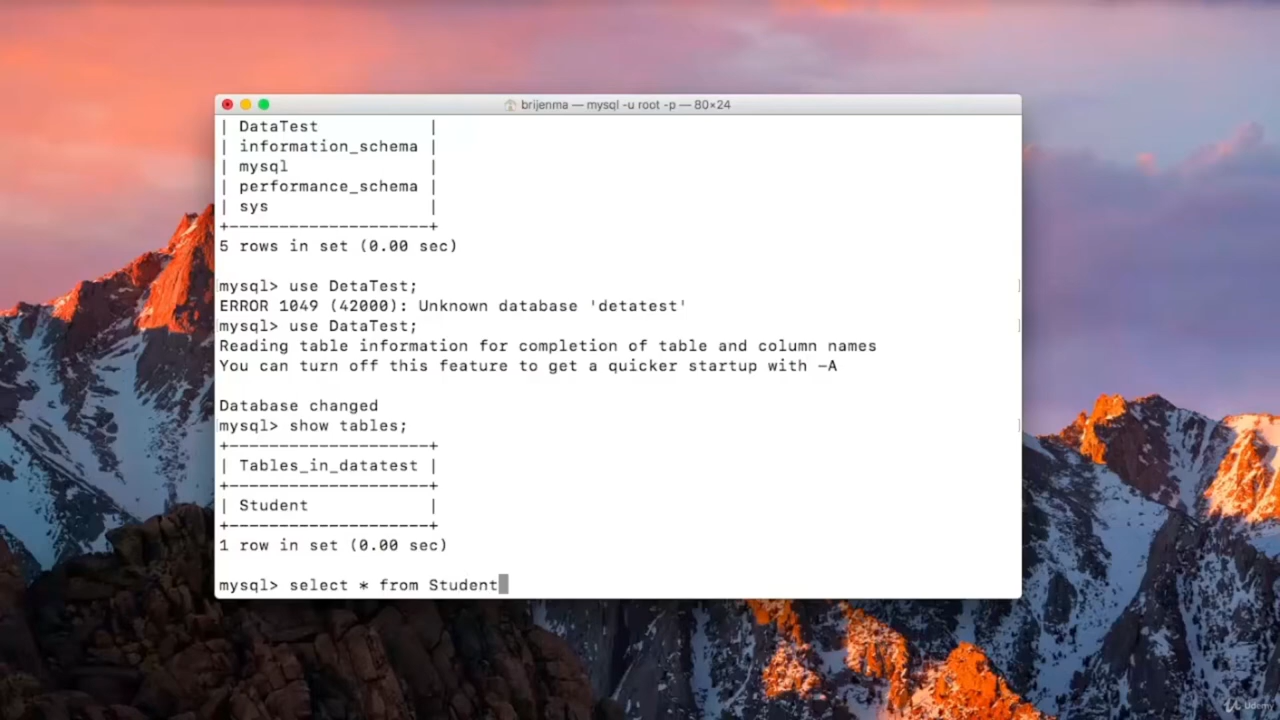 brijenma — mysql -u root -p — 80×24
| DataTest           |
| information_schema |
| mysql              |
| performance_schema |
| sys                |
+--------------------+
5 rows in set (0.00 sec)
mysql> use DetaTest;
ERROR 1049 (42000): Unknown database 'detatest'
mysql> use DataTest;
Reading table information for completion of table and column names
You can turn off this feature to get a quicker startup with -A
Database changed
mysql> show tables;
+--------------------+
| Tables_in_datatest |
+--------------------+
| Student            |
+--------------------+
1 row in set (0.00 sec)
mysql> select * from Student
Udemy